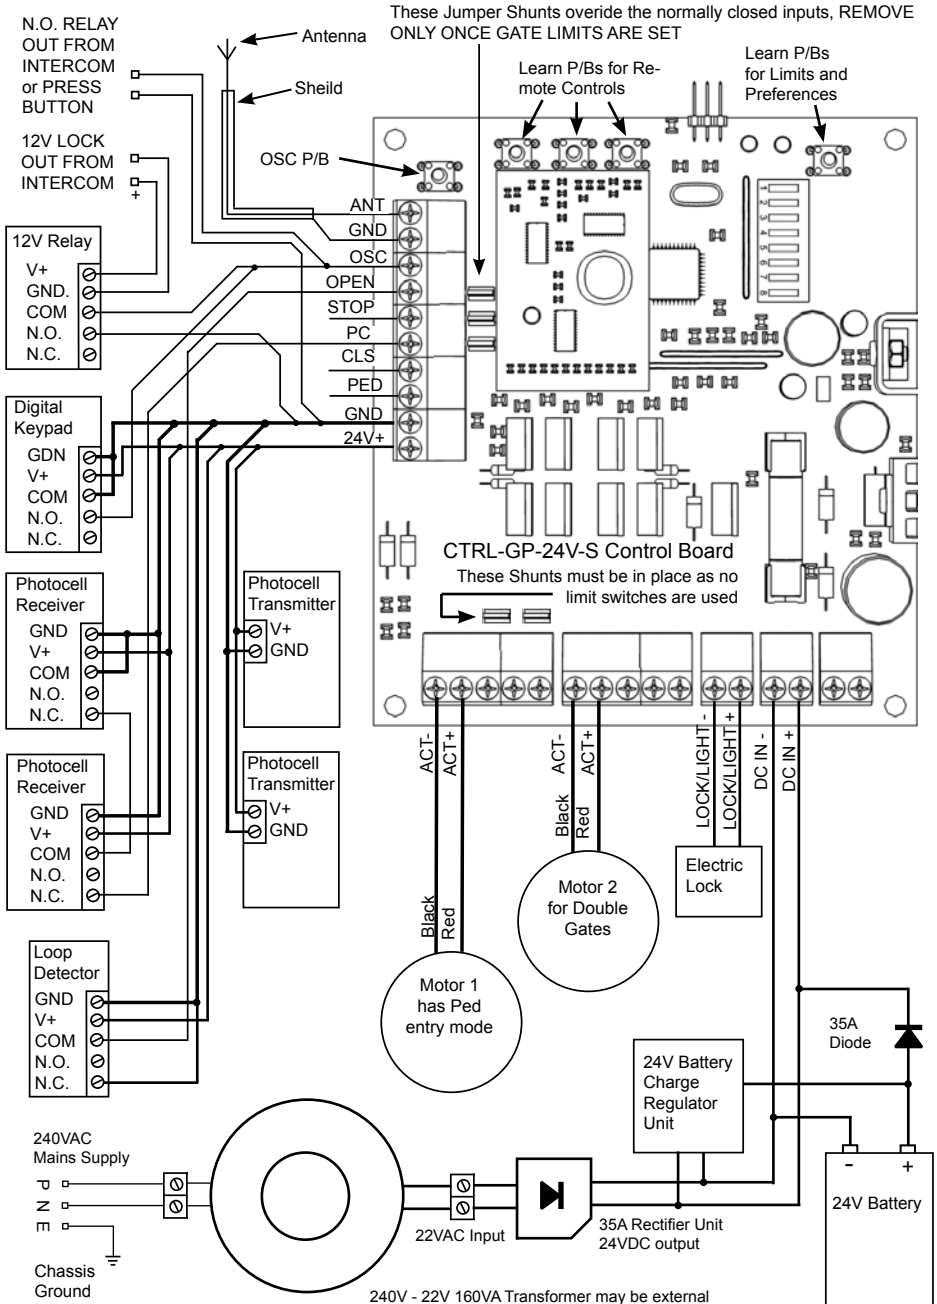 These Jumper Shunts overide the normally closed inputs, REMOVE
ONLY ONCE GATE LIMITS ARE SET
N.O. RELAY
OUT FROM
INTERCOM
or PRESS
BUTTON
12V LOCK
OUT FROM
INTERCOM
+
Antenna
Sheild
OSC P/B
Learn P/Bs for Re-
mote Controls
Learn P/Bs
for Limits and
Preferences
1
2
3
4
5
6
7
8
ANT
GND
OSC
OPEN
STOP
PC
CLS
PED
GND
24V+
12V Relay
V+
GND.
COM
N.O.
N.C.
Digital
Keypad
GDN
V+
COM
N.O.
N.C.
Photocell
Receiver
GND
V+
COM
N.O.
N.C.
Photocell
Transmitter
V+
GND
Photocell
Receiver
GND
V+
COM
N.O.
N.C.
Photocell
Transmitter
V+
GND
Loop
Detector
GND
V+
COM
N.O.
N.C.
CTRL-GP-24V-S Control Board
These Shunts must be in place as no
limit switches are used
ACT-
ACT+
ACT-
ACT+
LOCK/LIGHT -
LOCK/LIGHT +
DC IN -
DC IN +
Black
Red
Black
Red
Motor 1
has Ped
entry mode
Motor 2
for Double
Gates
Electric
Lock
35A
Diode
24V Battery
Charge
Regulator
Unit
- +
24V Battery
240VAC
Mains Supply
P
N
E
Chassis
Ground
22VAC Input
35A Rectifier Unit
24VDC output
240V - 22V 160VA Transformer may be external